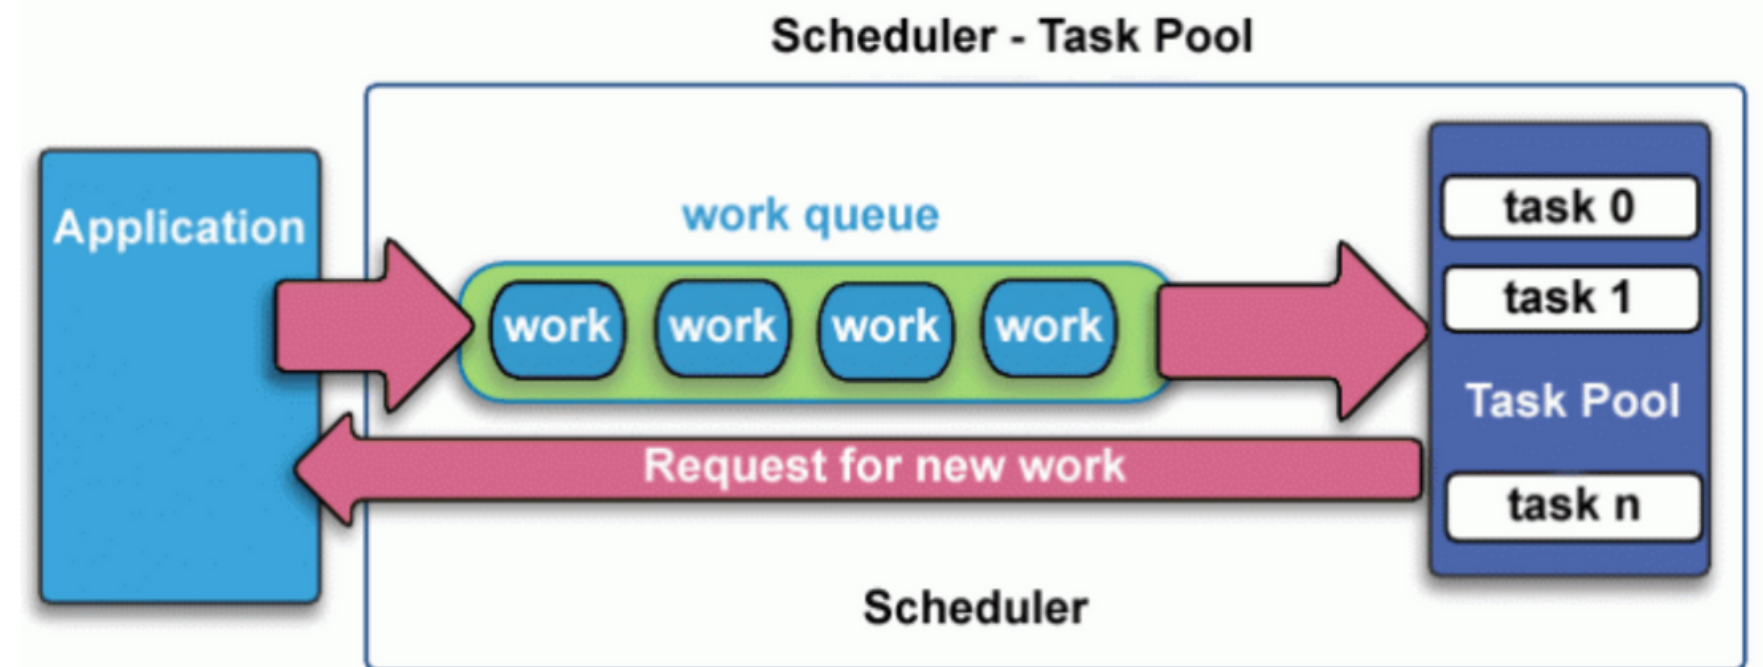 Scheduler - Task Pool
Application
work queue
work work work work
task 0
task 1
Task Pool
task n
Request for new work
Scheduler